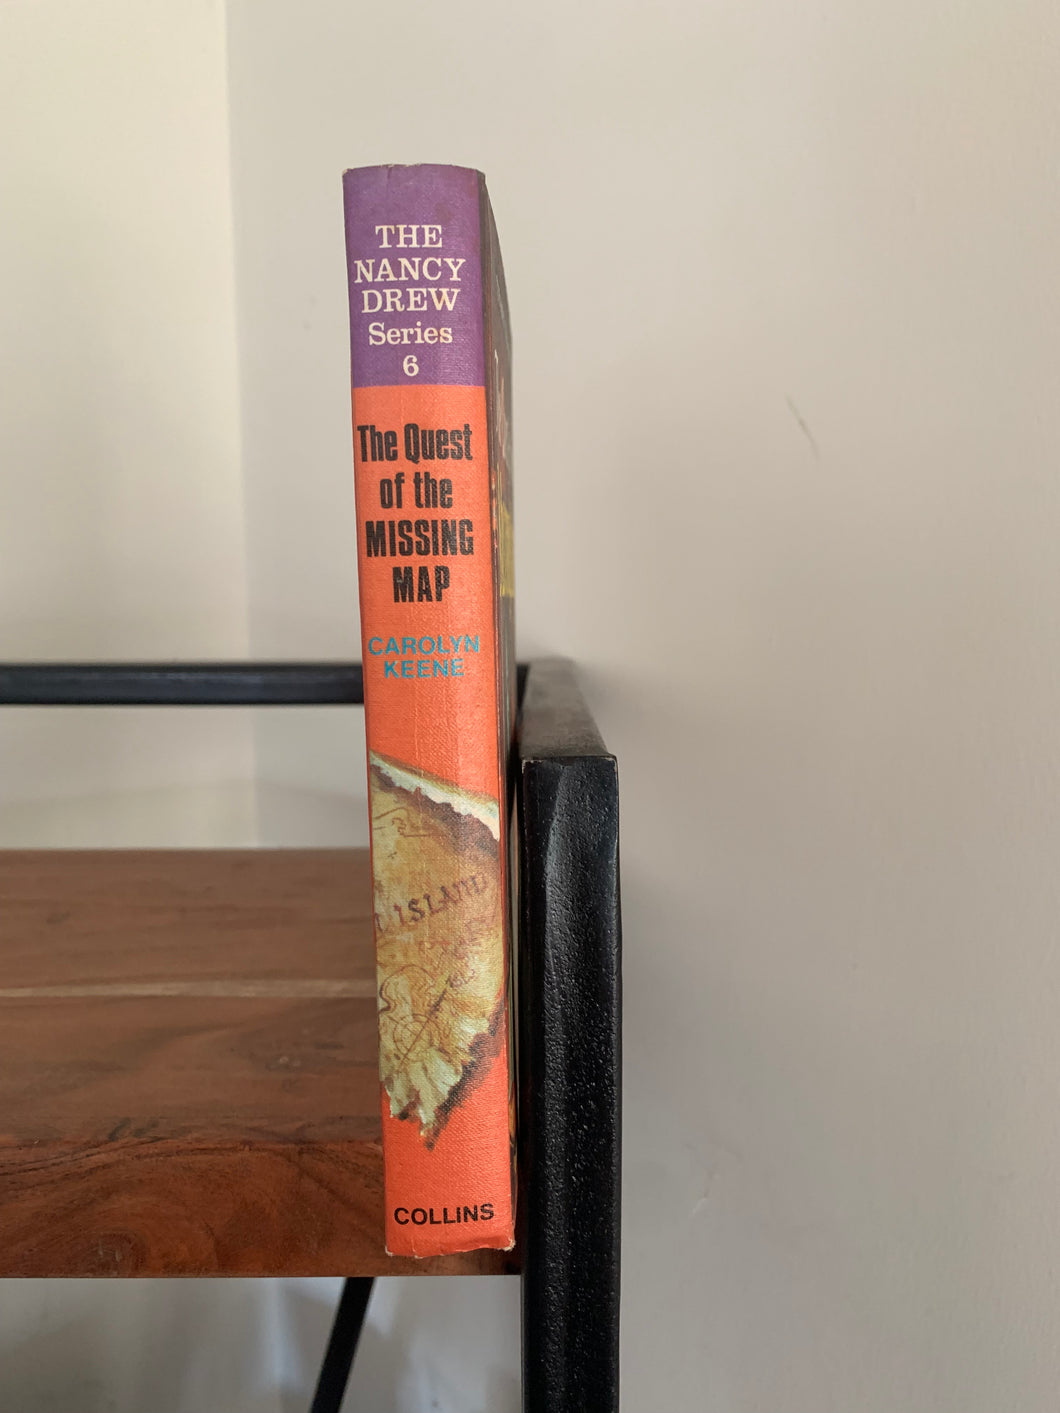 THE
NANCY
DREW
Series
6
The Quest
of the
MISSING
MAP
CAROLYN
KEENE
ISLAND
COLLINS